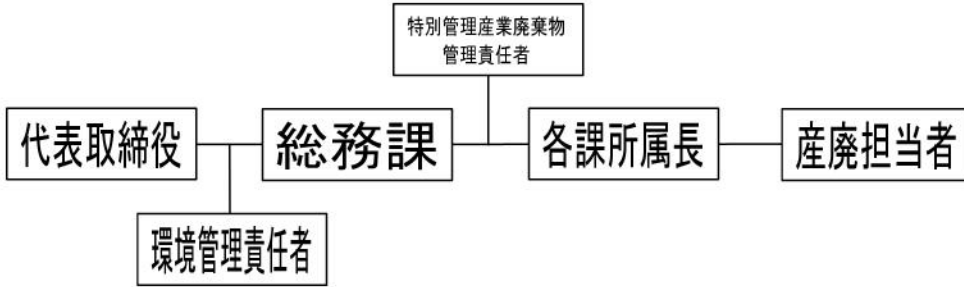 特別管理産業廃棄物
管理責任者
代表取締役
総務課
各課所属長
産廃担当者
環境管理責任者